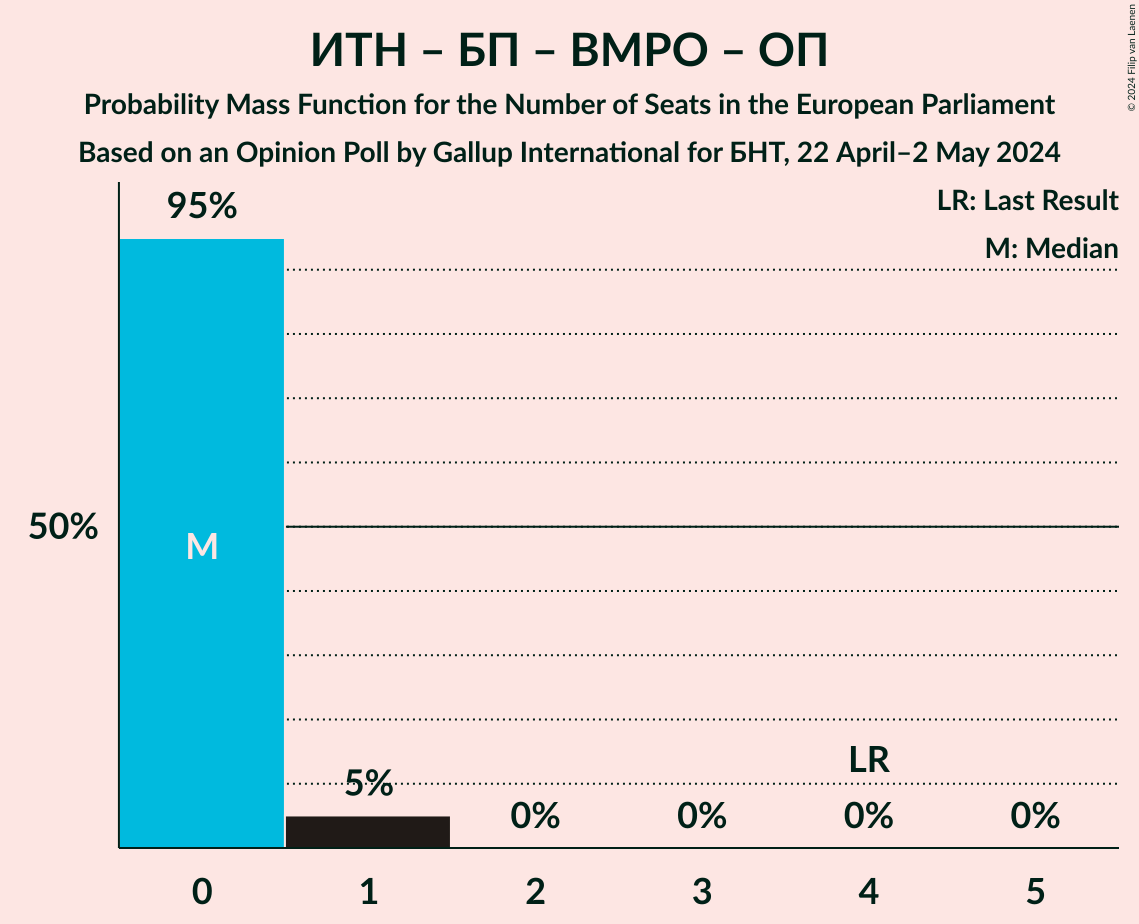 ИТН – БП – ВМРО – ОП
Probability Mass Function for the Number of Seats in the European Parliament
Based on an Opinion Poll by Gallup International for БНТ, 22 April–2 May 2024
© 2024 Filip van Laenen
LR: Last Result
M: Median
95%
50%
M
LR
5%
0%
0%
0%
0%
0
1
2
3
4
5